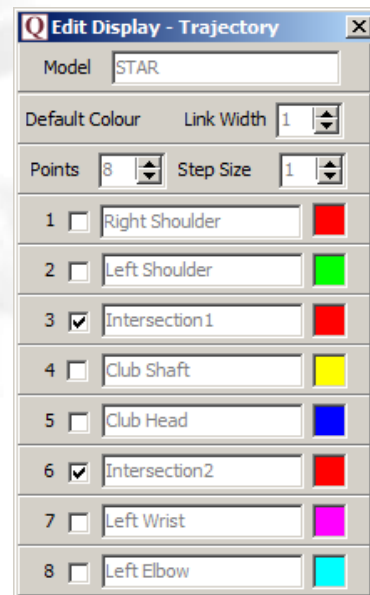 Q Edit Display - Trajectory X
Model STAR
Default Colour Link Width 1
Points 8 Step Size 1
1 Right Shoulder
2 Left Shoulder
3 Intersection1
4 Club Shaft
5 Club Head
6 Intersection2
7 Left Wrist
8 Left Elbow